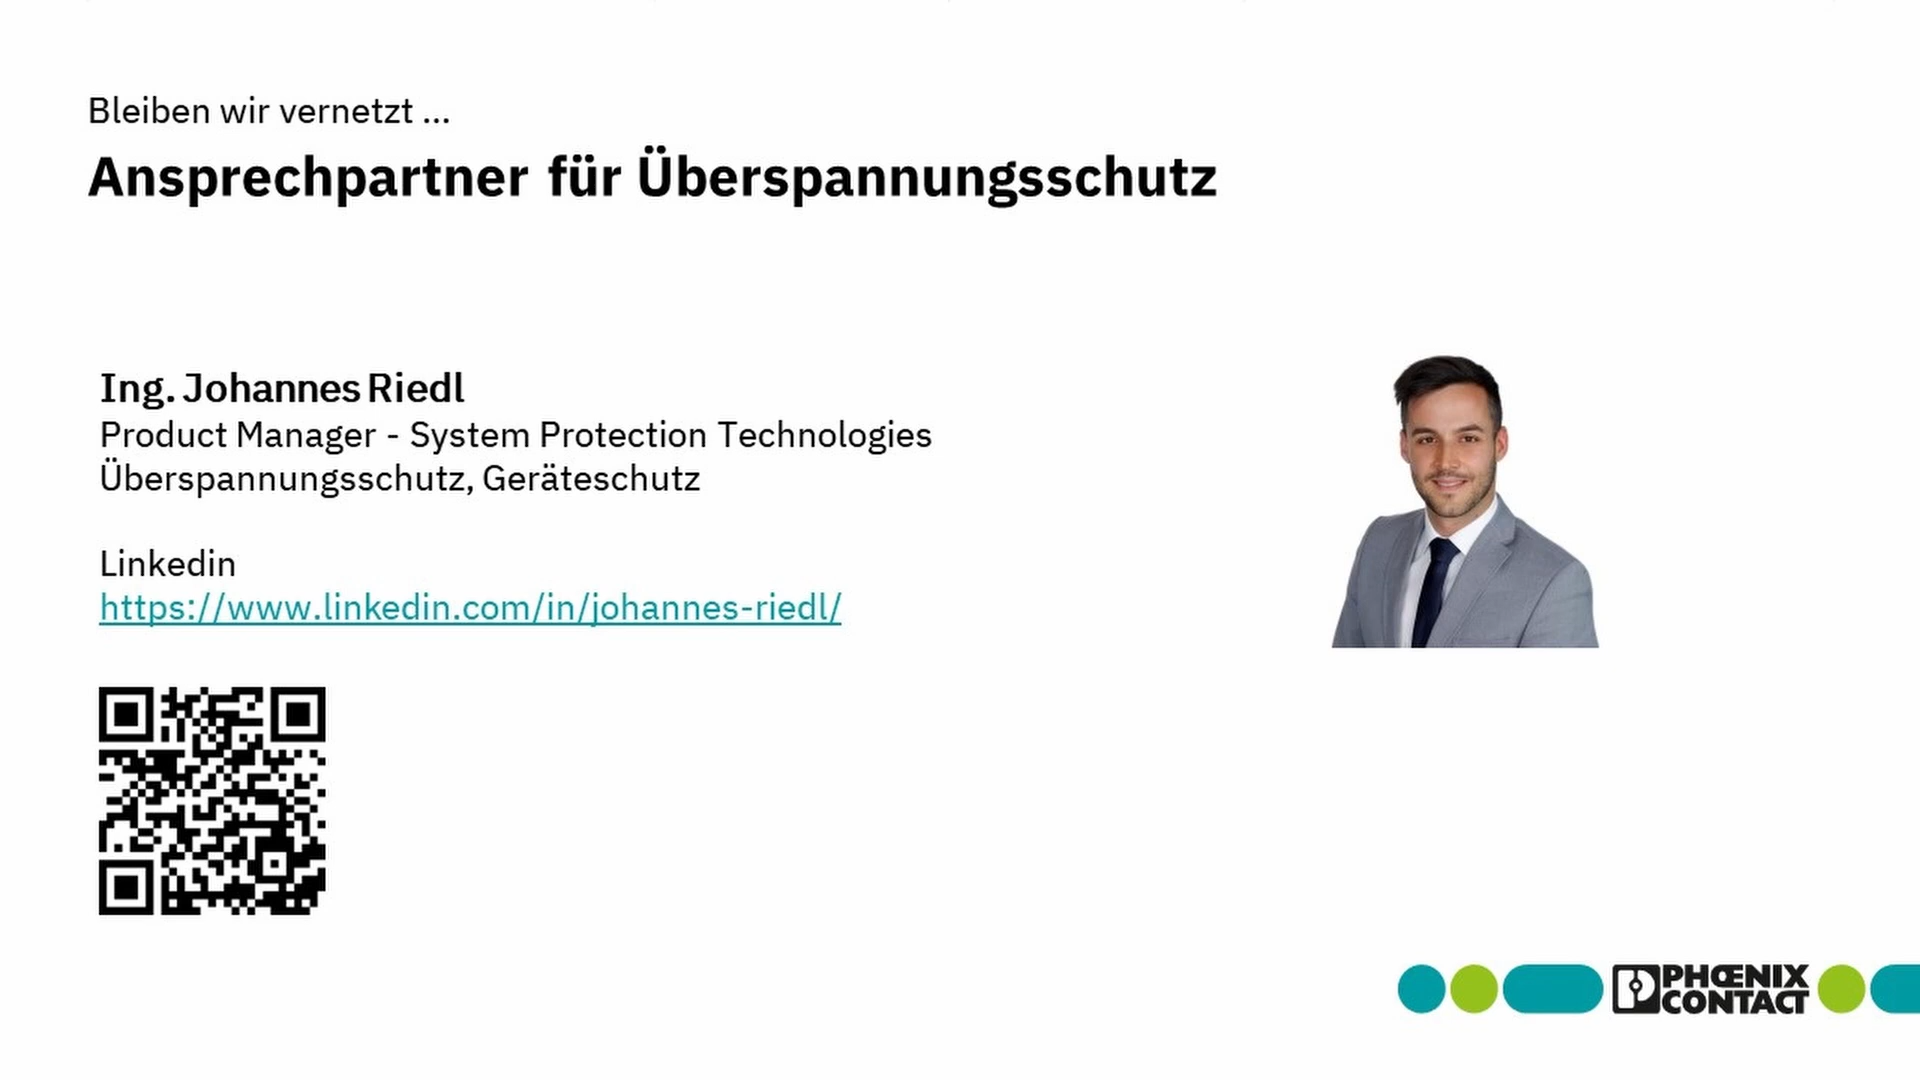 Bleiben wir vernetzt ...
Ansprechpartner für Überspannungsschutz
Ing. Johannes Riedl
Product Manager - System Protection Technologies
Überspannungsschutz, Geräteschutz
Linkedin
https://www.linkedin.com/in/johannes-riedl/
PHŒNIX
CONTACT